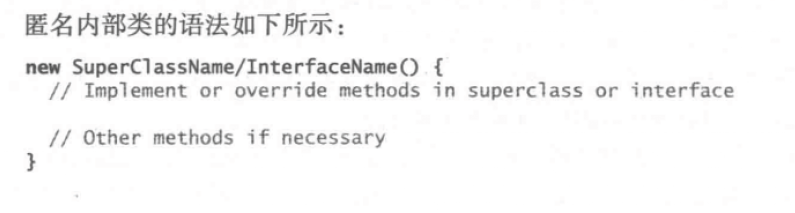 匿名内部类的语法如下所示：
new SuperClassName/InterfaceName() {
// Implement or override methods in superclass or interface
// Other methods if necessary
}